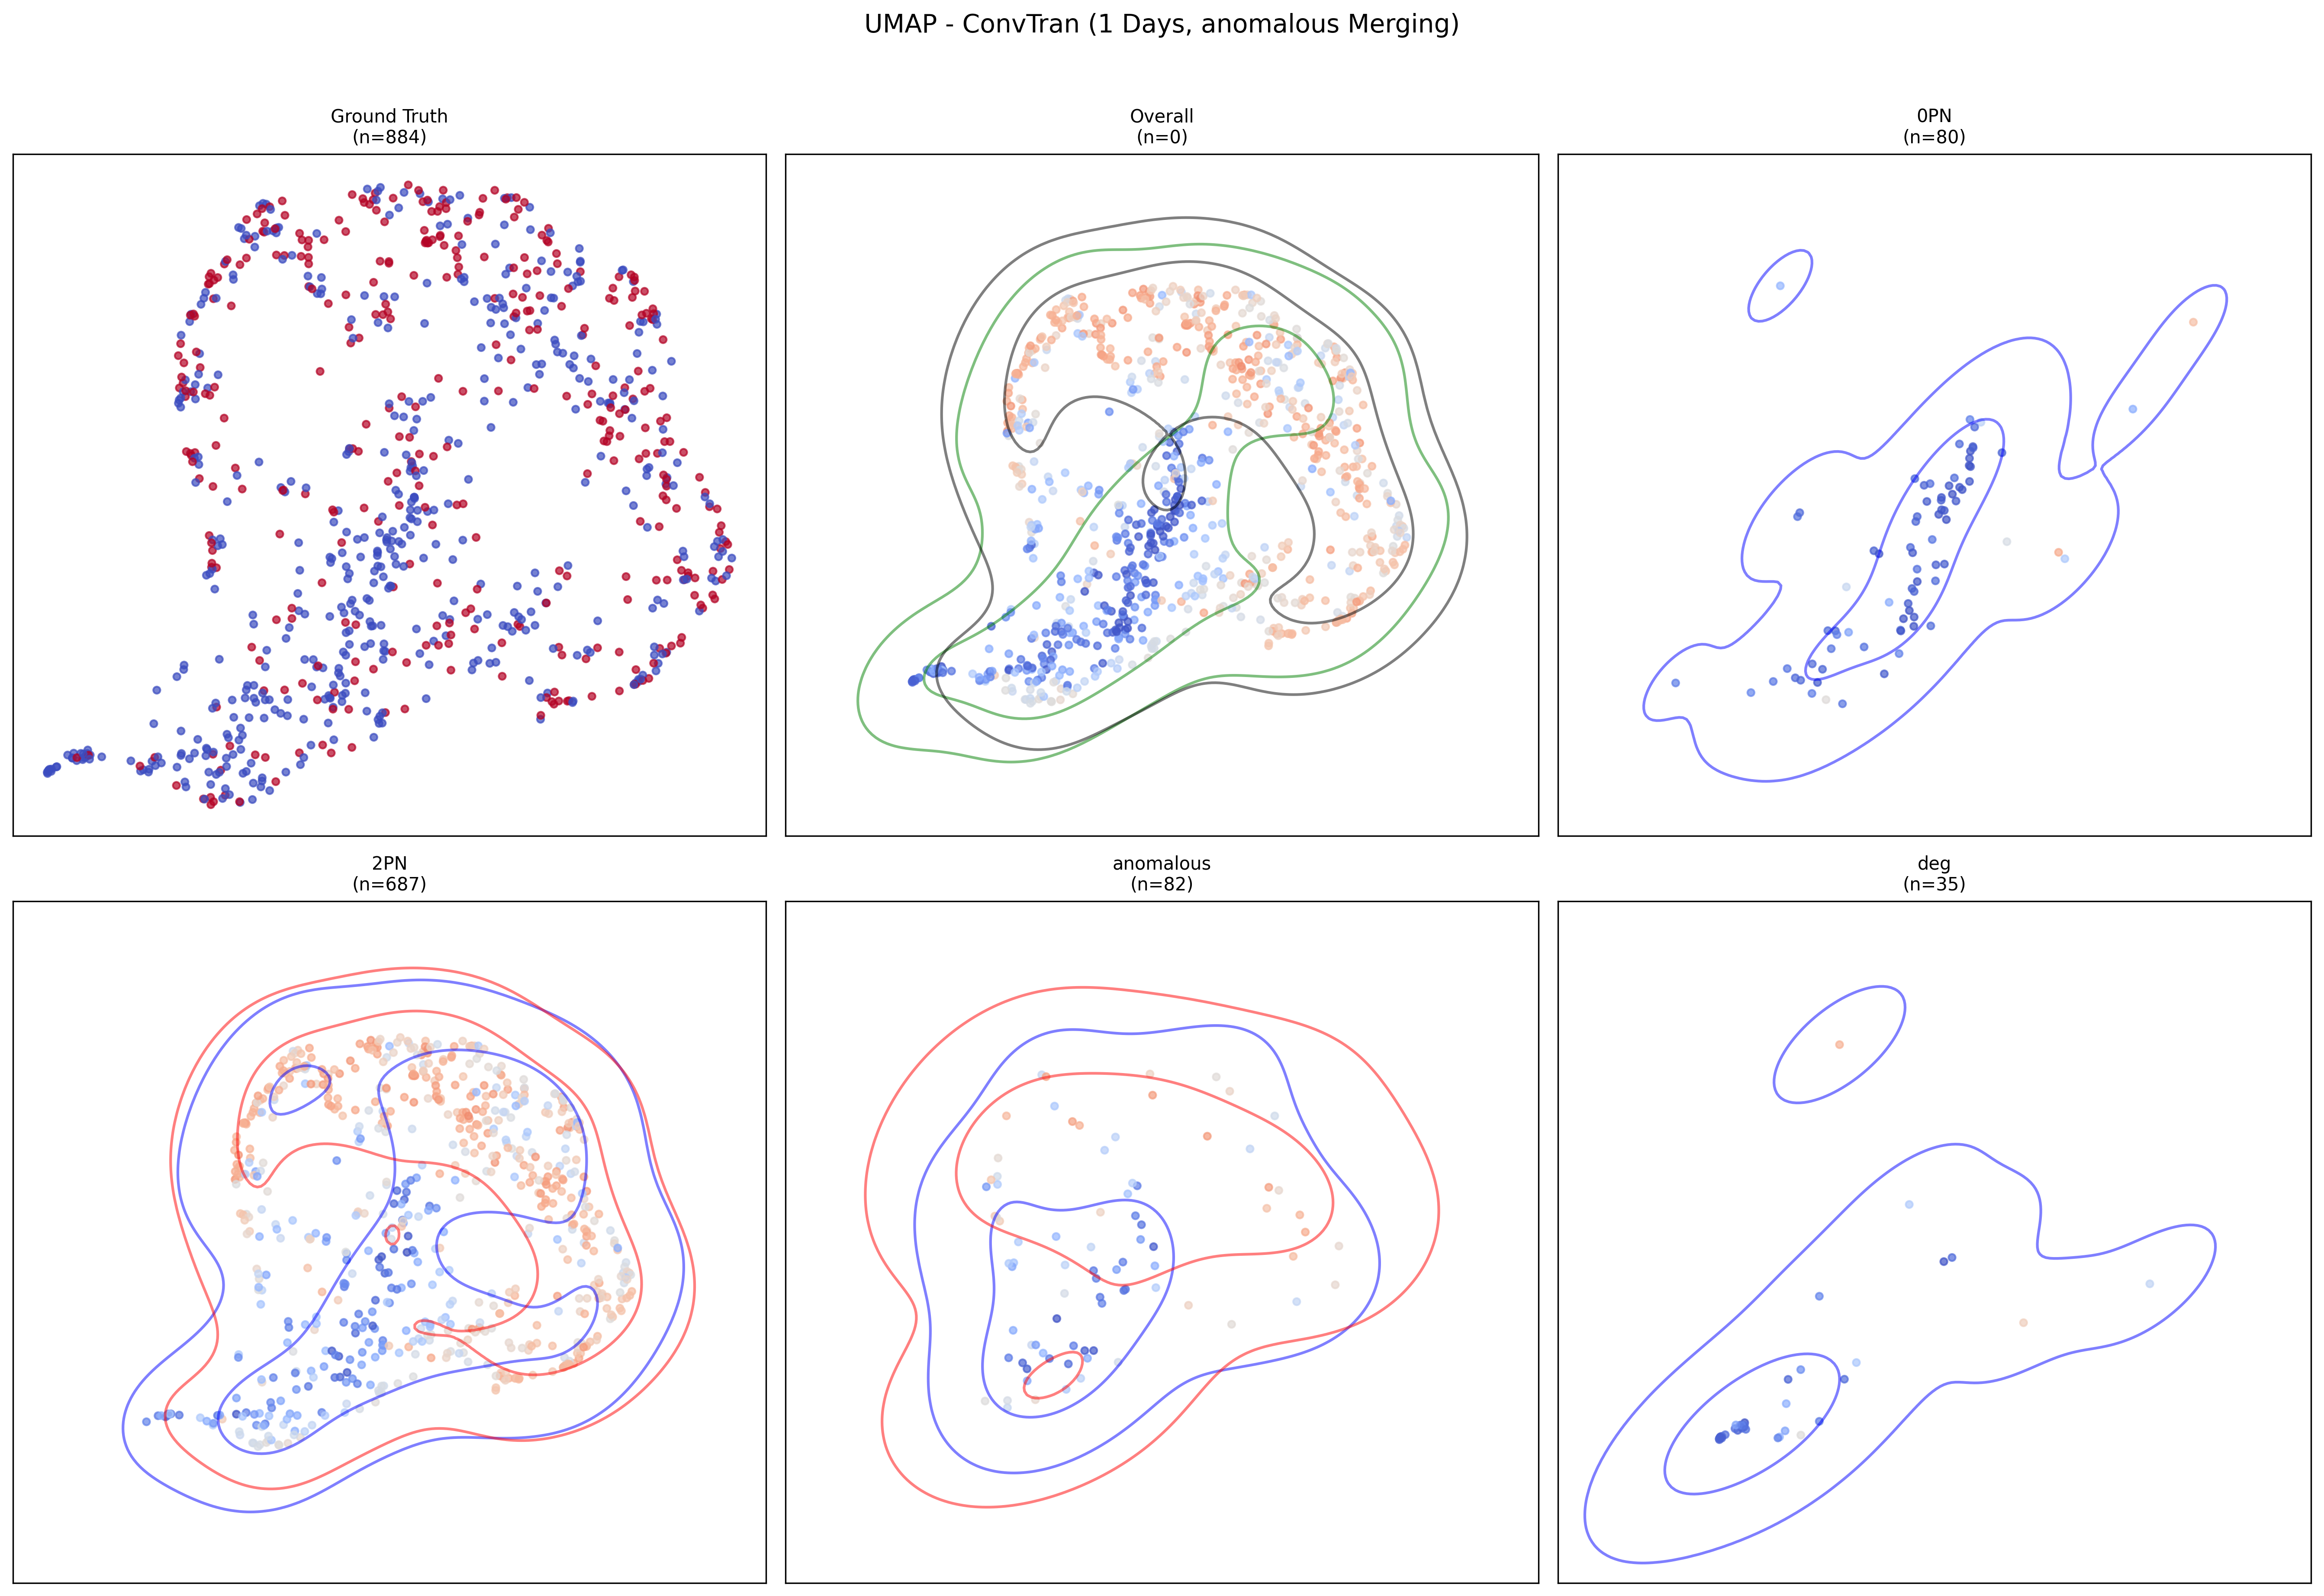 UMAP - ConvTran (1 Days, anomalous Merging)
Ground Truth
(n=884)
Overall
(n=0)
0PN
(n=80)
2PN
(n=687)
anomalous
(n=82)
deg
(n=35)